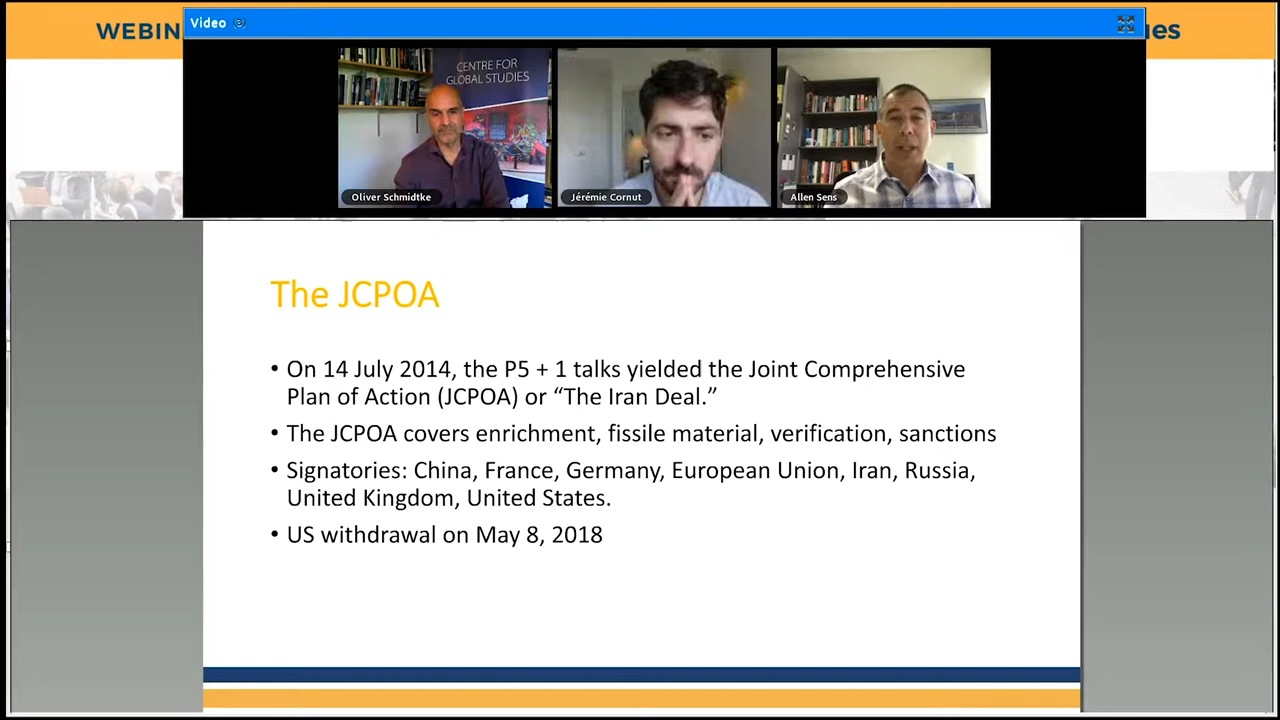 WEBIN
Video (3)
ues
CENTRE FOR
GLOBAL STUDIES
Oliver Schmidtke
Jérémie Cornut
Allen Sens
The JCPOA
• On 14 July 2014, the P5 + 1 talks yielded the Joint Comprehensive
Plan of Action (JCPOA) or “The Iran Deal.”
• The JCPOA covers enrichment, fissile material, verification, sanctions
• Signatories: China, France, Germany, European Union, Iran, Russia,
United Kingdom, United States.
• US withdrawal on May 8, 2018